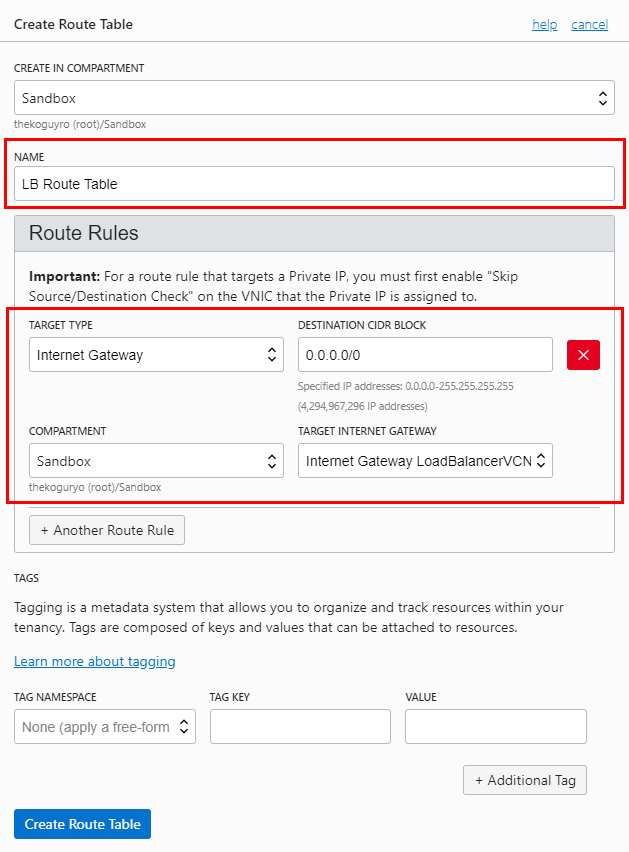 Create Route Table
help cancel
CREATE IN COMPARTMENT
Sandbox
thekoguyro (root)/Sandbox
NAME
LB Route Table
Route Rules
Important: For a route rule that targets a Private IP, you must first enable "Skip
Source/Destination Check" on the VNIC that the Private IP is assigned to.
TARGET TYPE
DESTINATION CIDR BLOCK
Internet Gateway
0.0.0.0/0
Specified IP addresses: 0.0.0.0-255.255.255.255
(4,294,967,296 IP addresses)
COMPARTMENT
TARGET INTERNET GATEWAY
Sandbox
Internet Gateway LoadBalancerVCN
thekoguryo (root)/Sandbox
+ Another Route Rule
TAGS
Tagging is a metadata system that allows you to organize and track resources within your
tenancy. Tags are composed of keys and values that can be attached to resources.
Learn more about tagging
TAG NAMESPACE
TAG KEY
VALUE
None (apply a free-form
+ Additional Tag
Create Route Table